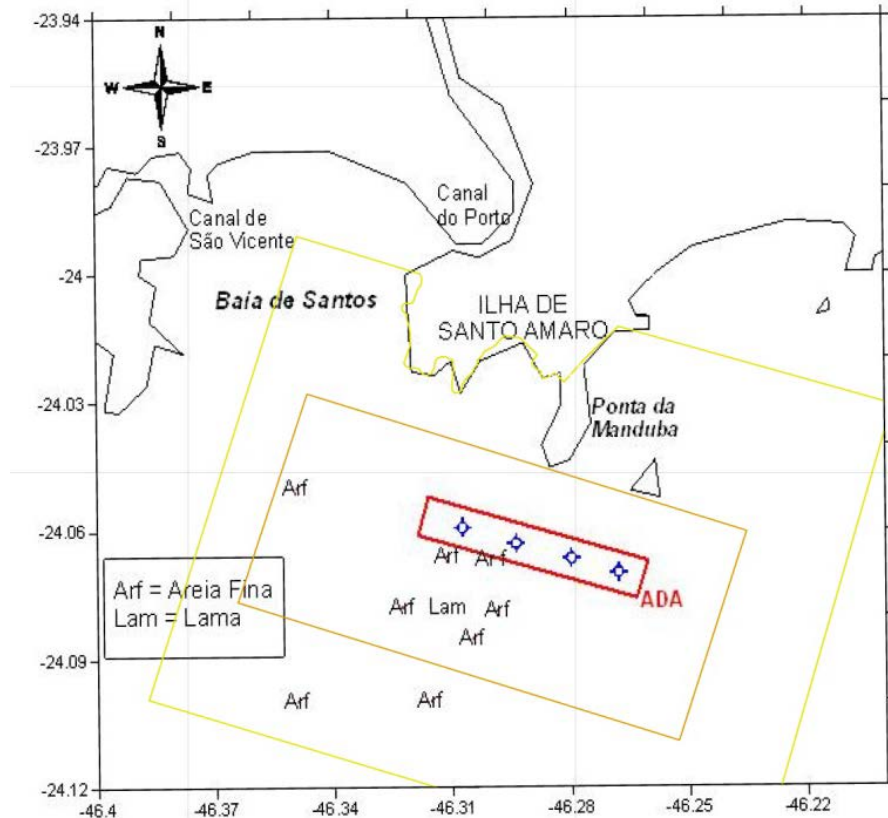 -23.94
N
W
E
S
-23.97
Canal
do Porto
Canal de
São Vicente
-24
Baía de Santos
ILHA DE
SANTO AMARO
-24.03
Ponta da
Manduba
Arf
-24.06
Arf
Arf
Arf = Areia Fina
Lam = Lama
ADA
Arf
Lam
Arf
Arf
-24.09
Arf
Arf
-24.12
-46.4
-46.37
-46.34
-46.31
-46.28
-46.25
-46.22